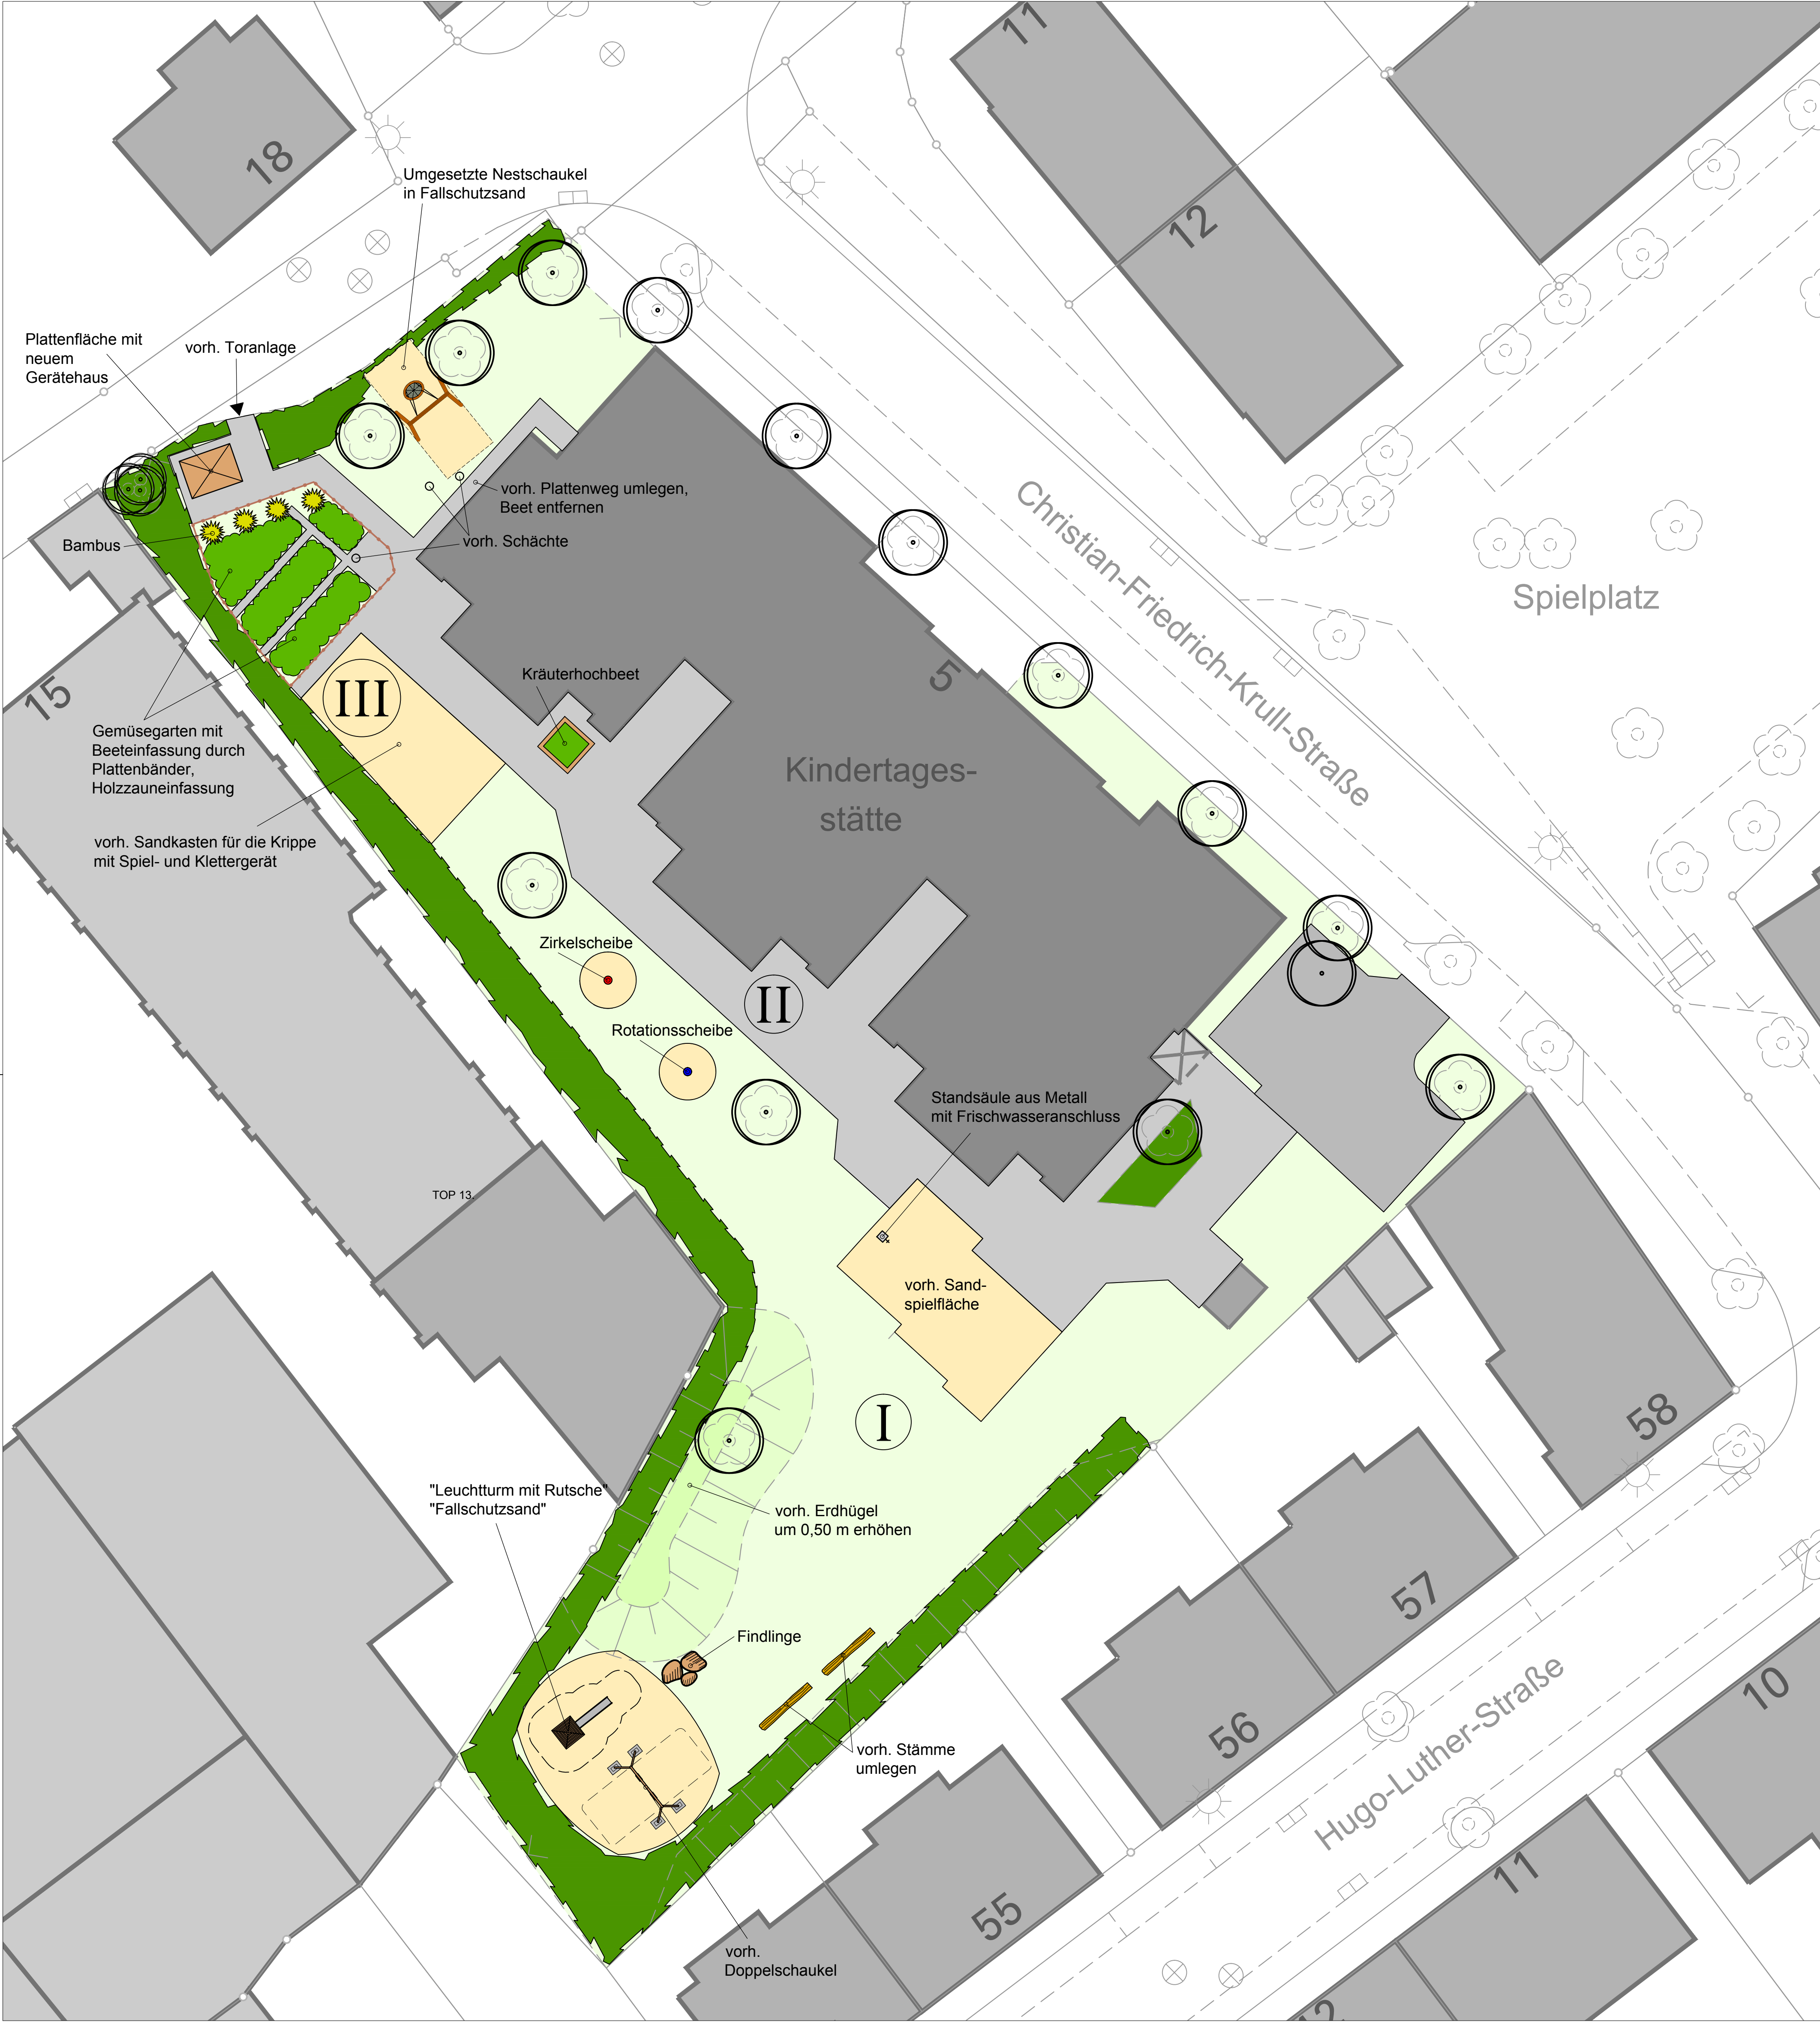 11
18
Umgesetzte Nestschaukel
in Fallschutzsand
12
Plattenfläche mit
neuem
Gerätehaus
vorh. Toranlage
vorh. Plattenweg umlegen,
Beet entfernen
vorh. Schächte
Bambus
Christian-Friedrich-Krull-Straße
Spielplatz
15
III
Kräuterhochbeet
5
Gemüsegarten mit
Beeteinfassung durch
Plattenbänder,
Holzzauneinfassung
Kindertages-
stätte
vorh. Sandkasten für die Krippe
mit Spiel- und Klettergerät
Zirkelscheibe
II
Rotationsscheibe
Standsäule aus Metall
mit Frischwasseranschluss
TOP 13.
vorh. Sand-
spielfläche
I
58
"Leuchtturm mit Rutsche"
"Fallschutzsand"
vorh. Erdhügel
um 0,50 m erhöhen
57
Findlinge
56
10
Hugo-Luther-Straße
vorh. Stämme
umlegen
11
55
vorh.
Doppelschaukel
12